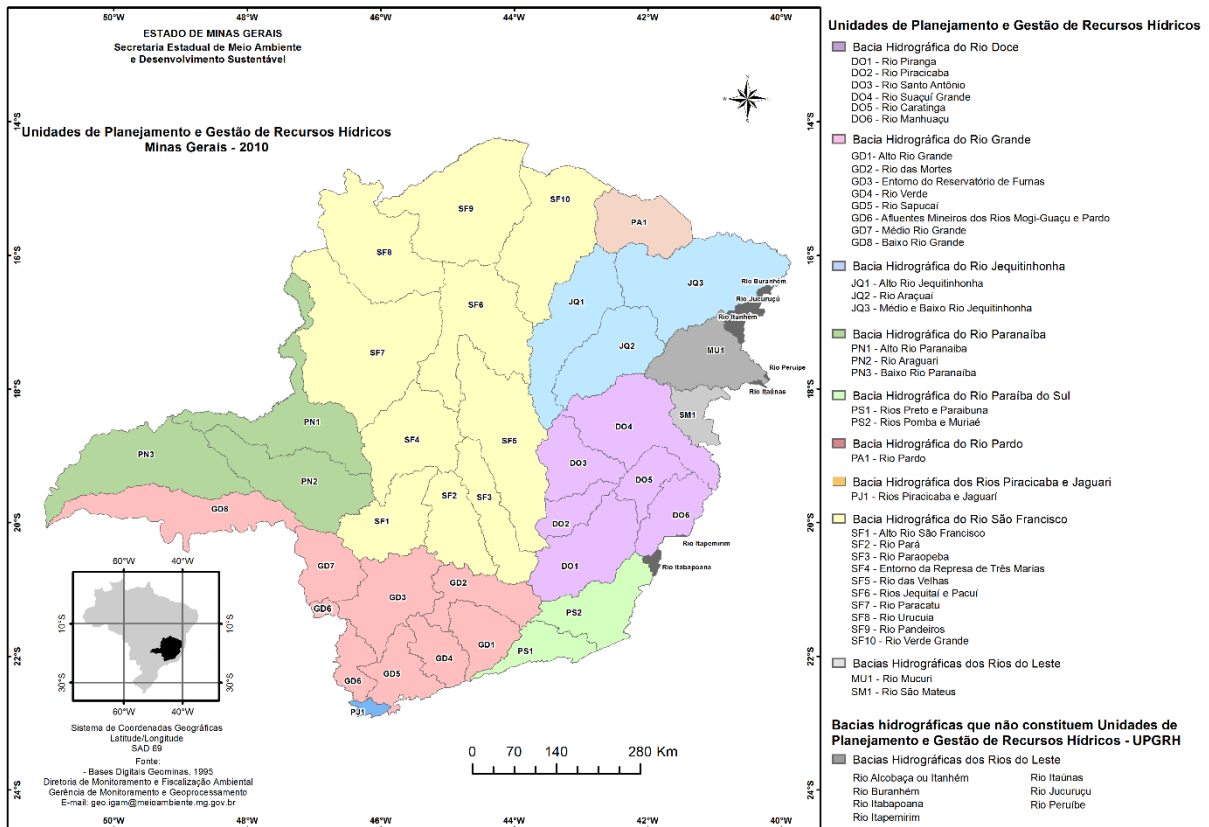 50°W 48°W 46°W 44°W 42°W 40°W
ESTADO DE MINAS GERAIS
Secretaria Estadual de Meio Ambiente
e Desenvolvimento Sustentável
Unidades de Planejamento e Gestão de Recursos Hídricos
Minas Gerais - 2010
14°S
16°S
18°S
20°S
22°S
24°S
14°S
16°S
18°S
20°S
22°S
24°S
SF9
SF10
PA1
SF8
JQ3
Rio Buranhém
Rio Jucuruçú
JQ1
SF6
Rio Itanhém
JQ2
MU1
SF7
Rio Peruípe
Rio Itaúnas
SM1
PN1
DO4
SF4
SF5
PN3
DO3
PN2
DO5
SF2
SF3
GD8
SF1
DO2
DO6
Rio Itapemirim
GD7
DO1
Rio Itabapoana
GD2
GD3
GD6
PS2
GD1
PS1
GD4
GD5
GD6
PJ1
60°W 40°W
10°S
30°S
10°S
30°S
60°W 40°W
Sistema de Coordenadas Geográficas
Latitude/Longitude
SAD 69
Fonte:
- Bases Digitais Geominas, 1995
Diretoria de Monitoramento e Fiscalização Ambiental
Gerência de Monitoramento e Geoprocessamento
E-mail: geo.igam@meioambiente.mg.gov.br
0 70 140 280 Km
50°W 48°W 46°W 44°W 42°W 40°W
Unidades de Planejamento e Gestão de Recursos Hídricos
Bacia Hidrográfica do Rio Doce
DO1 - Rio Piranga
DO2 - Rio Piracicaba
DO3 - Rio Santo Antônio
DO4 - Rio Suaçuí Grande
DO5 - Rio Caratinga
DO6 - Rio Manhuaçu
Bacia Hidrográfica do Rio Grande
GD1- Alto Rio Grande
GD2 - Rio das Mortes
GD3 - Entorno do Reservatório de Furnas
GD4 - Rio Verde
GD5 - Rio Sapucaí
GD6 - Afluentes Mineiros dos Rios Mogi-Guaçu e Pardo
GD7 - Médio Rio Grande
GD8 - Baixo Rio Grande
Bacia Hidrográfica do Rio Jequitinhonha
JQ1 - Alto Rio Jequitinhonha
JQ2 - Rio Araçuaí
JQ3 - Médio e Baixo Rio Jequitinhonha
Bacia Hidrográfica do Rio Paranaíba
PN1 - Alto Rio Paranaiba
PN2 - Rio Araguari
PN3 - Baixo Rio Paranaíba
Bacia Hidrográfica do Rio Paraíba do Sul
PS1 - Rios Preto e Paraibuna
PS2 - Rios Pomba e Muriaé
Bacia Hidrográfica do Rio Pardo
PA1 - Rio Pardo
Bacia Hidrográfica dos Rios Piracicaba e Jaguari
PJ1 - Rios Piracicaba e Jaguarí
Bacia Hidrográfica do Rio São Francisco
SF1 - Alto Rio São Francisco
SF2 - Rio Pará
SF3 - Rio Paraopeba
SF4 - Entorno da Represa de Três Marias
SF5 - Rio das Velhas
SF6 - Rios Jequitaí e Pacuí
SF7 - Rio Paracatu
SF8 - Rio Urucuia
SF9 - Rio Pandeiros
SF10 - Rio Verde Grande
Bacias Hidrográficas dos Rios do Leste
MU1 - Rio Mucuri
SM1 - Rio São Mateus
Bacias hidrográficas que não constituem Unidades de
Planejamento e Gestão de Recursos Hídricos - UPGRH
Bacias Hidrográficas dos Rios do Leste
Rio Alcobaça ou Itanhém Rio Itaúnas
Rio Buranhém Rio Jucuruçu
Rio Itabapoana Rio Peruíbe
Rio Itapemirim